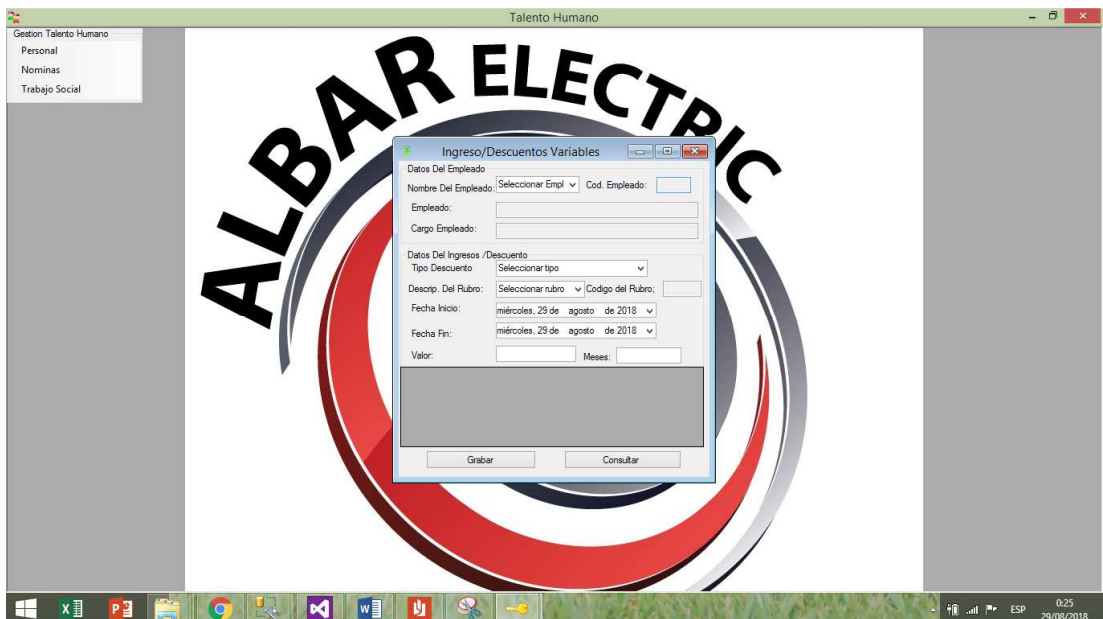 Talento Humano
Gestion Talento Humano
Personal
Nominas
Trabajo Social
ALBAR ELECTRIC
Ingreso/Descuentos Variables
Datos Del Empleado
Nombre Del Empleado: Seleccionar Empl Cod. Empleado:
Empleado:
Cargo Empleado:
Datos Del Ingresos /Descuento
Tipo Descuento Seleccionar tipo
Descrip. Del Rubro: Seleccionar rubro Codigo del Rubro;
Fecha Inicio: miércoles, 29 de agosto de 2018
Fecha Fin: miércoles, 29 de agosto de 2018
Valor: Meses:
Grabar Consultar
ESP 0:25
29/08/2018